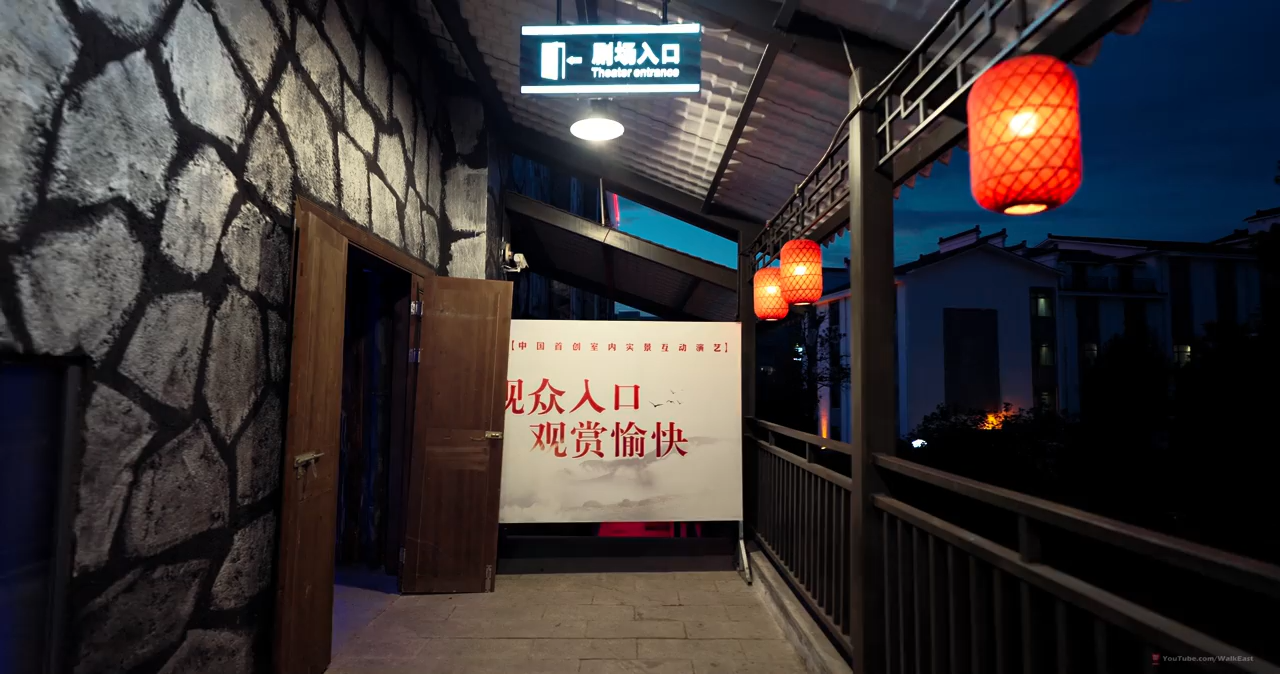 剧场入口
Theater entrance
【中国首创室内实景互动演艺】
观众入口
观赏愉快
YouTube.com/WalkEast